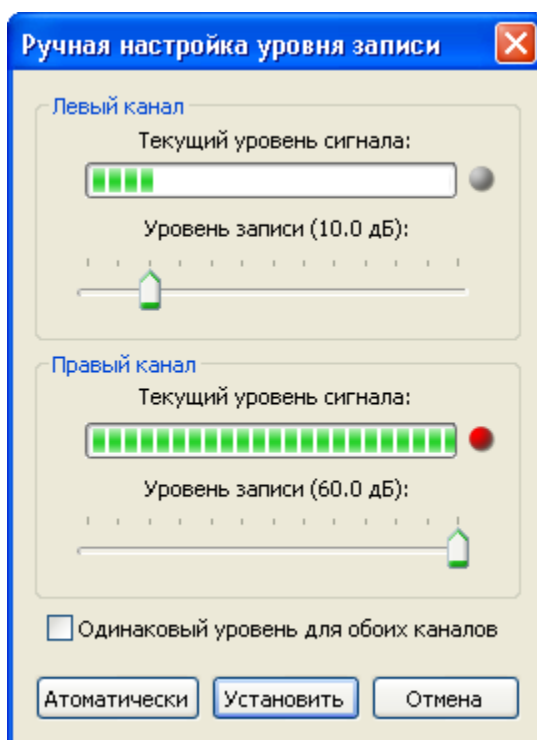 Ручная настройка уровня записи
Левый канал
Текущий уровень сигнала:
Уровень записи (10.0 дБ):
Правый канал
Текущий уровень сигнала:
Уровень записи (60.0 дБ):
Одинаковый уровень для обоих каналов
Атоматически
Установить
Отмена